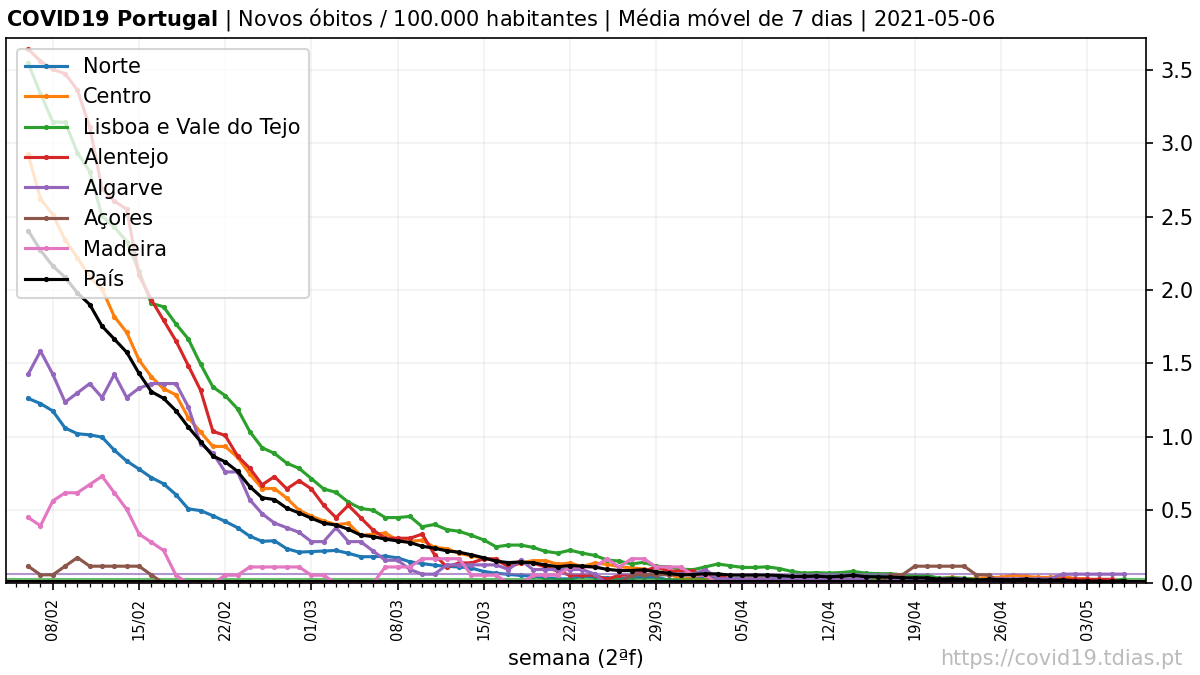 COVID19 Portugal | Novos óbitos / 100.000 habitantes | Média móvel de 7 dias | 2021-05-06
Norte
Centro
Lisboa e Vale do Tejo
Alentejo
Algarve
Açores
Madeira
País
3.5
3.0
2.5
2.0
1.5
1.0
0.5
0.0
08/02
15/02
22/02
01/03
08/03
15/03
22/03
29/03
05/04
12/04
19/04
26/04
03/05
semana (2ªf)
https://covid19.tdias.pt